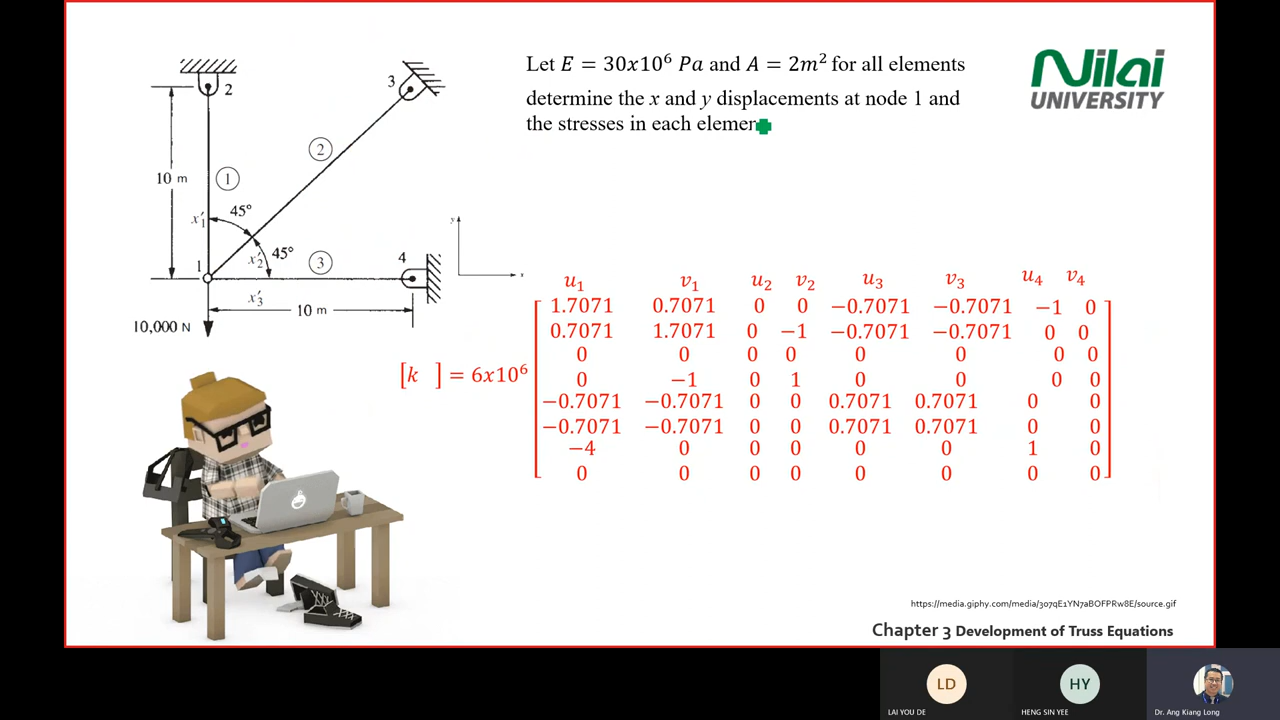 Let E = 30x10⁶ Pa and A = 2m² for all elements
determine the x and y displacements at node 1 and
the stresses in each elemen
Nilai
UNIVERSITY
2
3
10 m
1
2
45°
45°
x′₁
x′₂
x′₃
1
3
4
10 m
10,000 N
y
x
u₁ v₁ u₂ v₂ u₃ v₃ u₄ v₄
1.7071 0.7071 0 0 −0.7071 −0.7071 −1 0
0.7071 1.7071 0 −1 −0.7071 −0.7071 0 0
0 0 0 0 0 0 0 0
[k ] = 6x10⁶
0 −1 0 1 0 0 0 0
−0.7071 −0.7071 0 0 0.7071 0.7071 0 0
−0.7071 −0.7071 0 0 0.7071 0.7071 0 0
−4 0 0 0 0 0 1 0
0 0 0 0 0 0 0 0
https://media.giphy.com/media/3o7qE1YN7aBOFPRw8E/source.gif
Chapter 3 Development of Truss Equations
LD
LAI YOU DE
HY
HENG SIN YEE
Dr. Ang Kiang Long